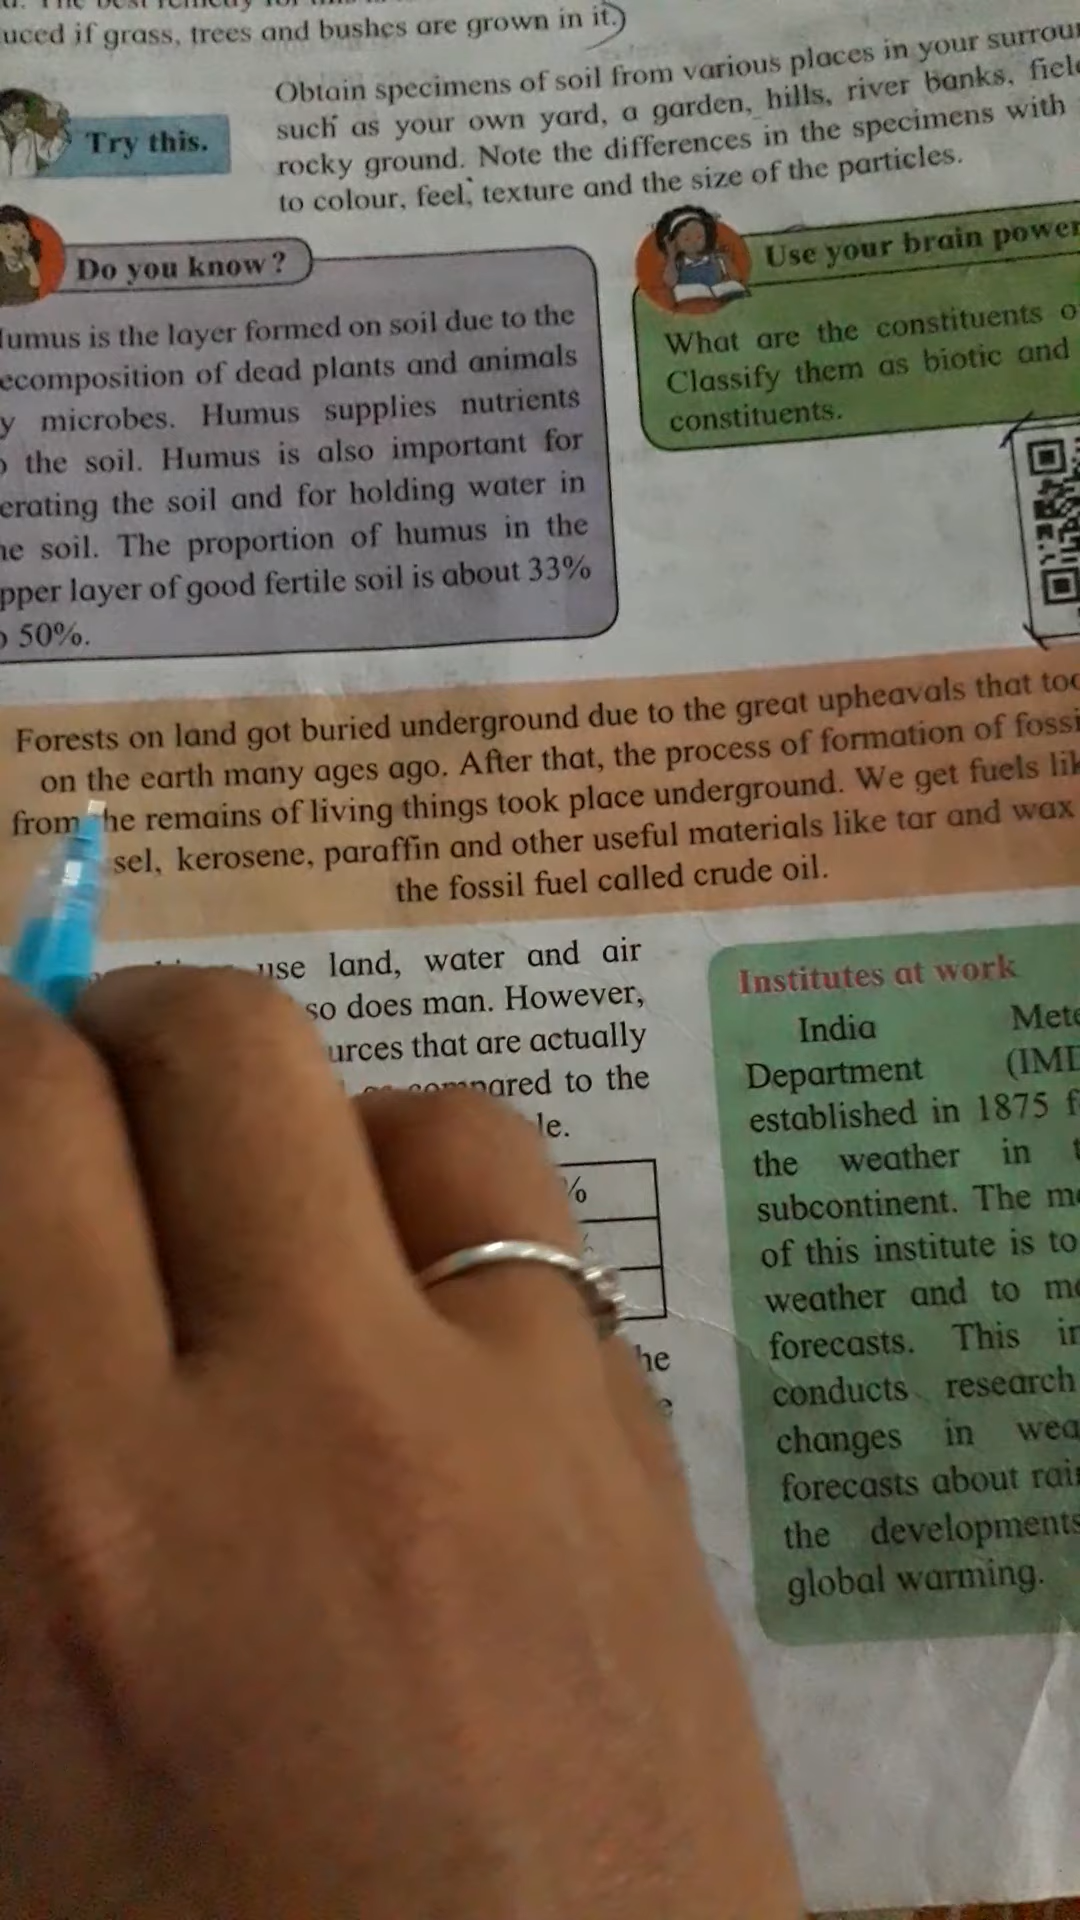 uced if grass, trees and bushes are grown in it.)
Try this.
Obtain specimens of soil from various places in your
such as your own yard, a garden, hills, river banks,
rocky ground. Note the differences in the specimens with
to colour, feel, texture and the size of the particles.
Do you know?
umus is the layer formed on soil due to the
ecomposition of dead plants and animals
y microbes. Humus supplies nutrients
the soil. Humus is also important for
erating the soil and for holding water in
he soil. The proportion of humus in the
pper layer of good fertile soil is about 33%
50%.
Use your brain power
What are the constituents
Classify them as biotic and
constituents.
Forests on land got buried underground due to the great upheavals that
on the earth many ages ago. After that, the process of formation of
from he remains of living things took place underground. We get fuels
sel, kerosene, paraffin and other useful materials like tar and wax
the fossil fuel called crude oil.
use land, water and air
so does man. However,
urces that are actually
compared to the
le.
%
he
Institutes at work
India
Department
established in 1875
the weather in
subcontinent. The
of this institute is to
weather and to
forecasts. This
conducts research
changes in
forecasts about
the developments
global warming.